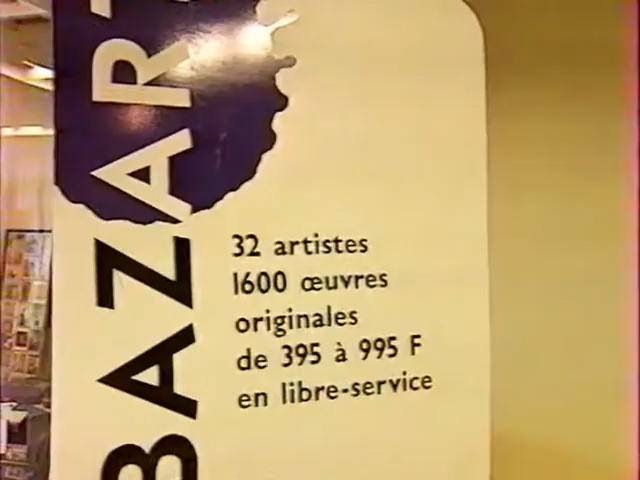 BAZART
32 artistes
1600 œuvres
originales
de 395 à 995 F
en libre-service